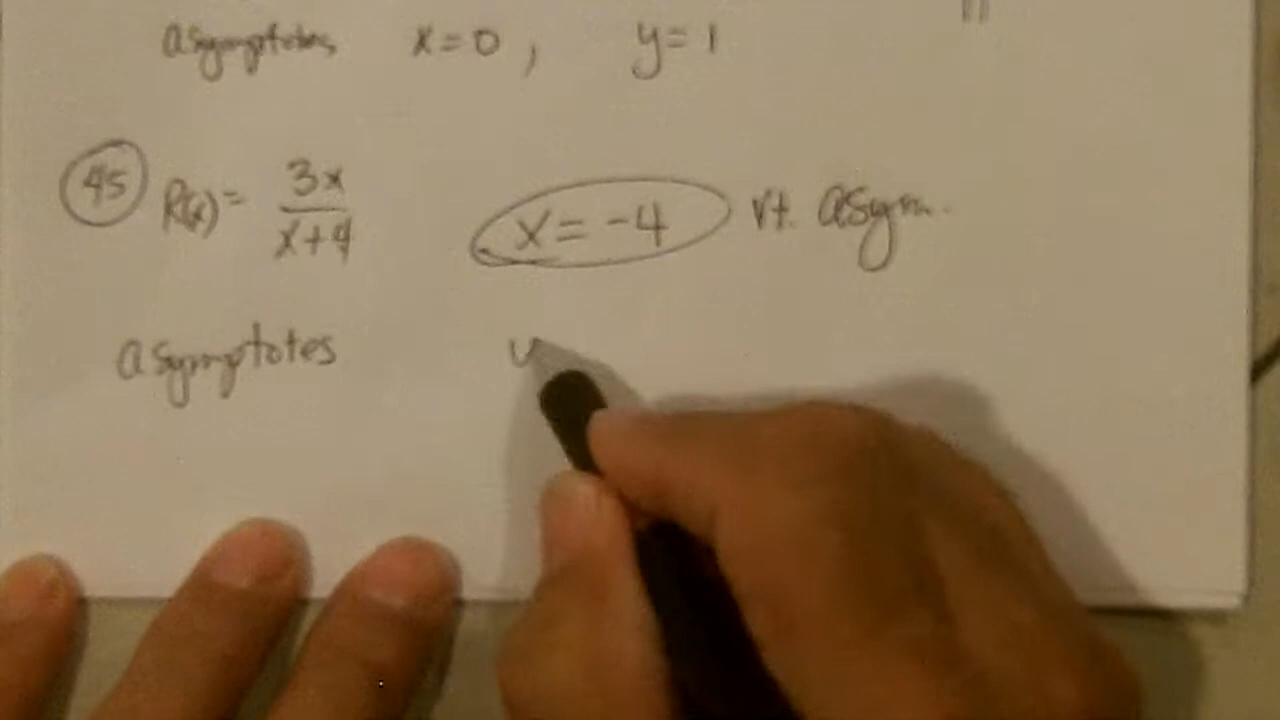 asymptotes x=0, y=1
45 R(x)= 3x/x+4 x=-4 vt. asym.
asymptotes y